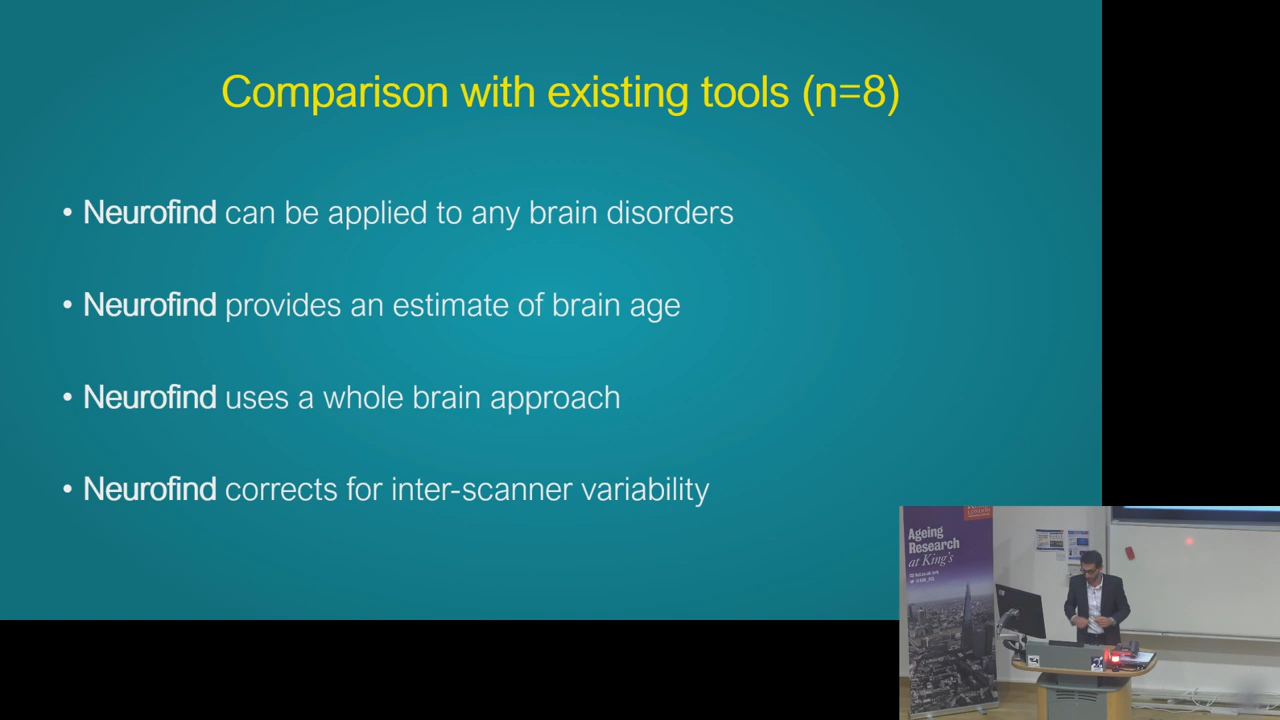 Comparison with existing tools (n=8)
• Neurofind can be applied to any brain disorders
• Neurofind provides an estimate of brain age
• Neurofind uses a whole brain approach
• Neurofind corrects for inter-scanner variability
LONDON
Ageing
Research
at King's